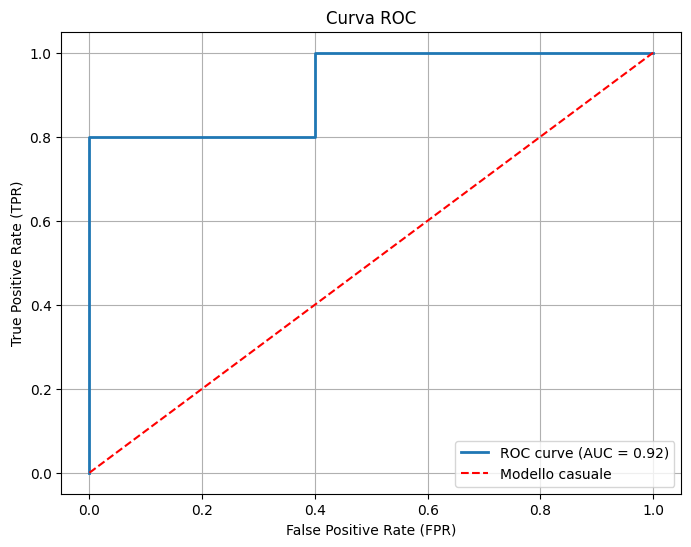 Curva ROC
True Positive Rate (TPR)
1.0
0.8
0.6
0.4
0.2
0.0
0.0
0.2
0.4
0.6
0.8
1.0
False Positive Rate (FPR)
ROC curve (AUC = 0.92)
Modello casuale